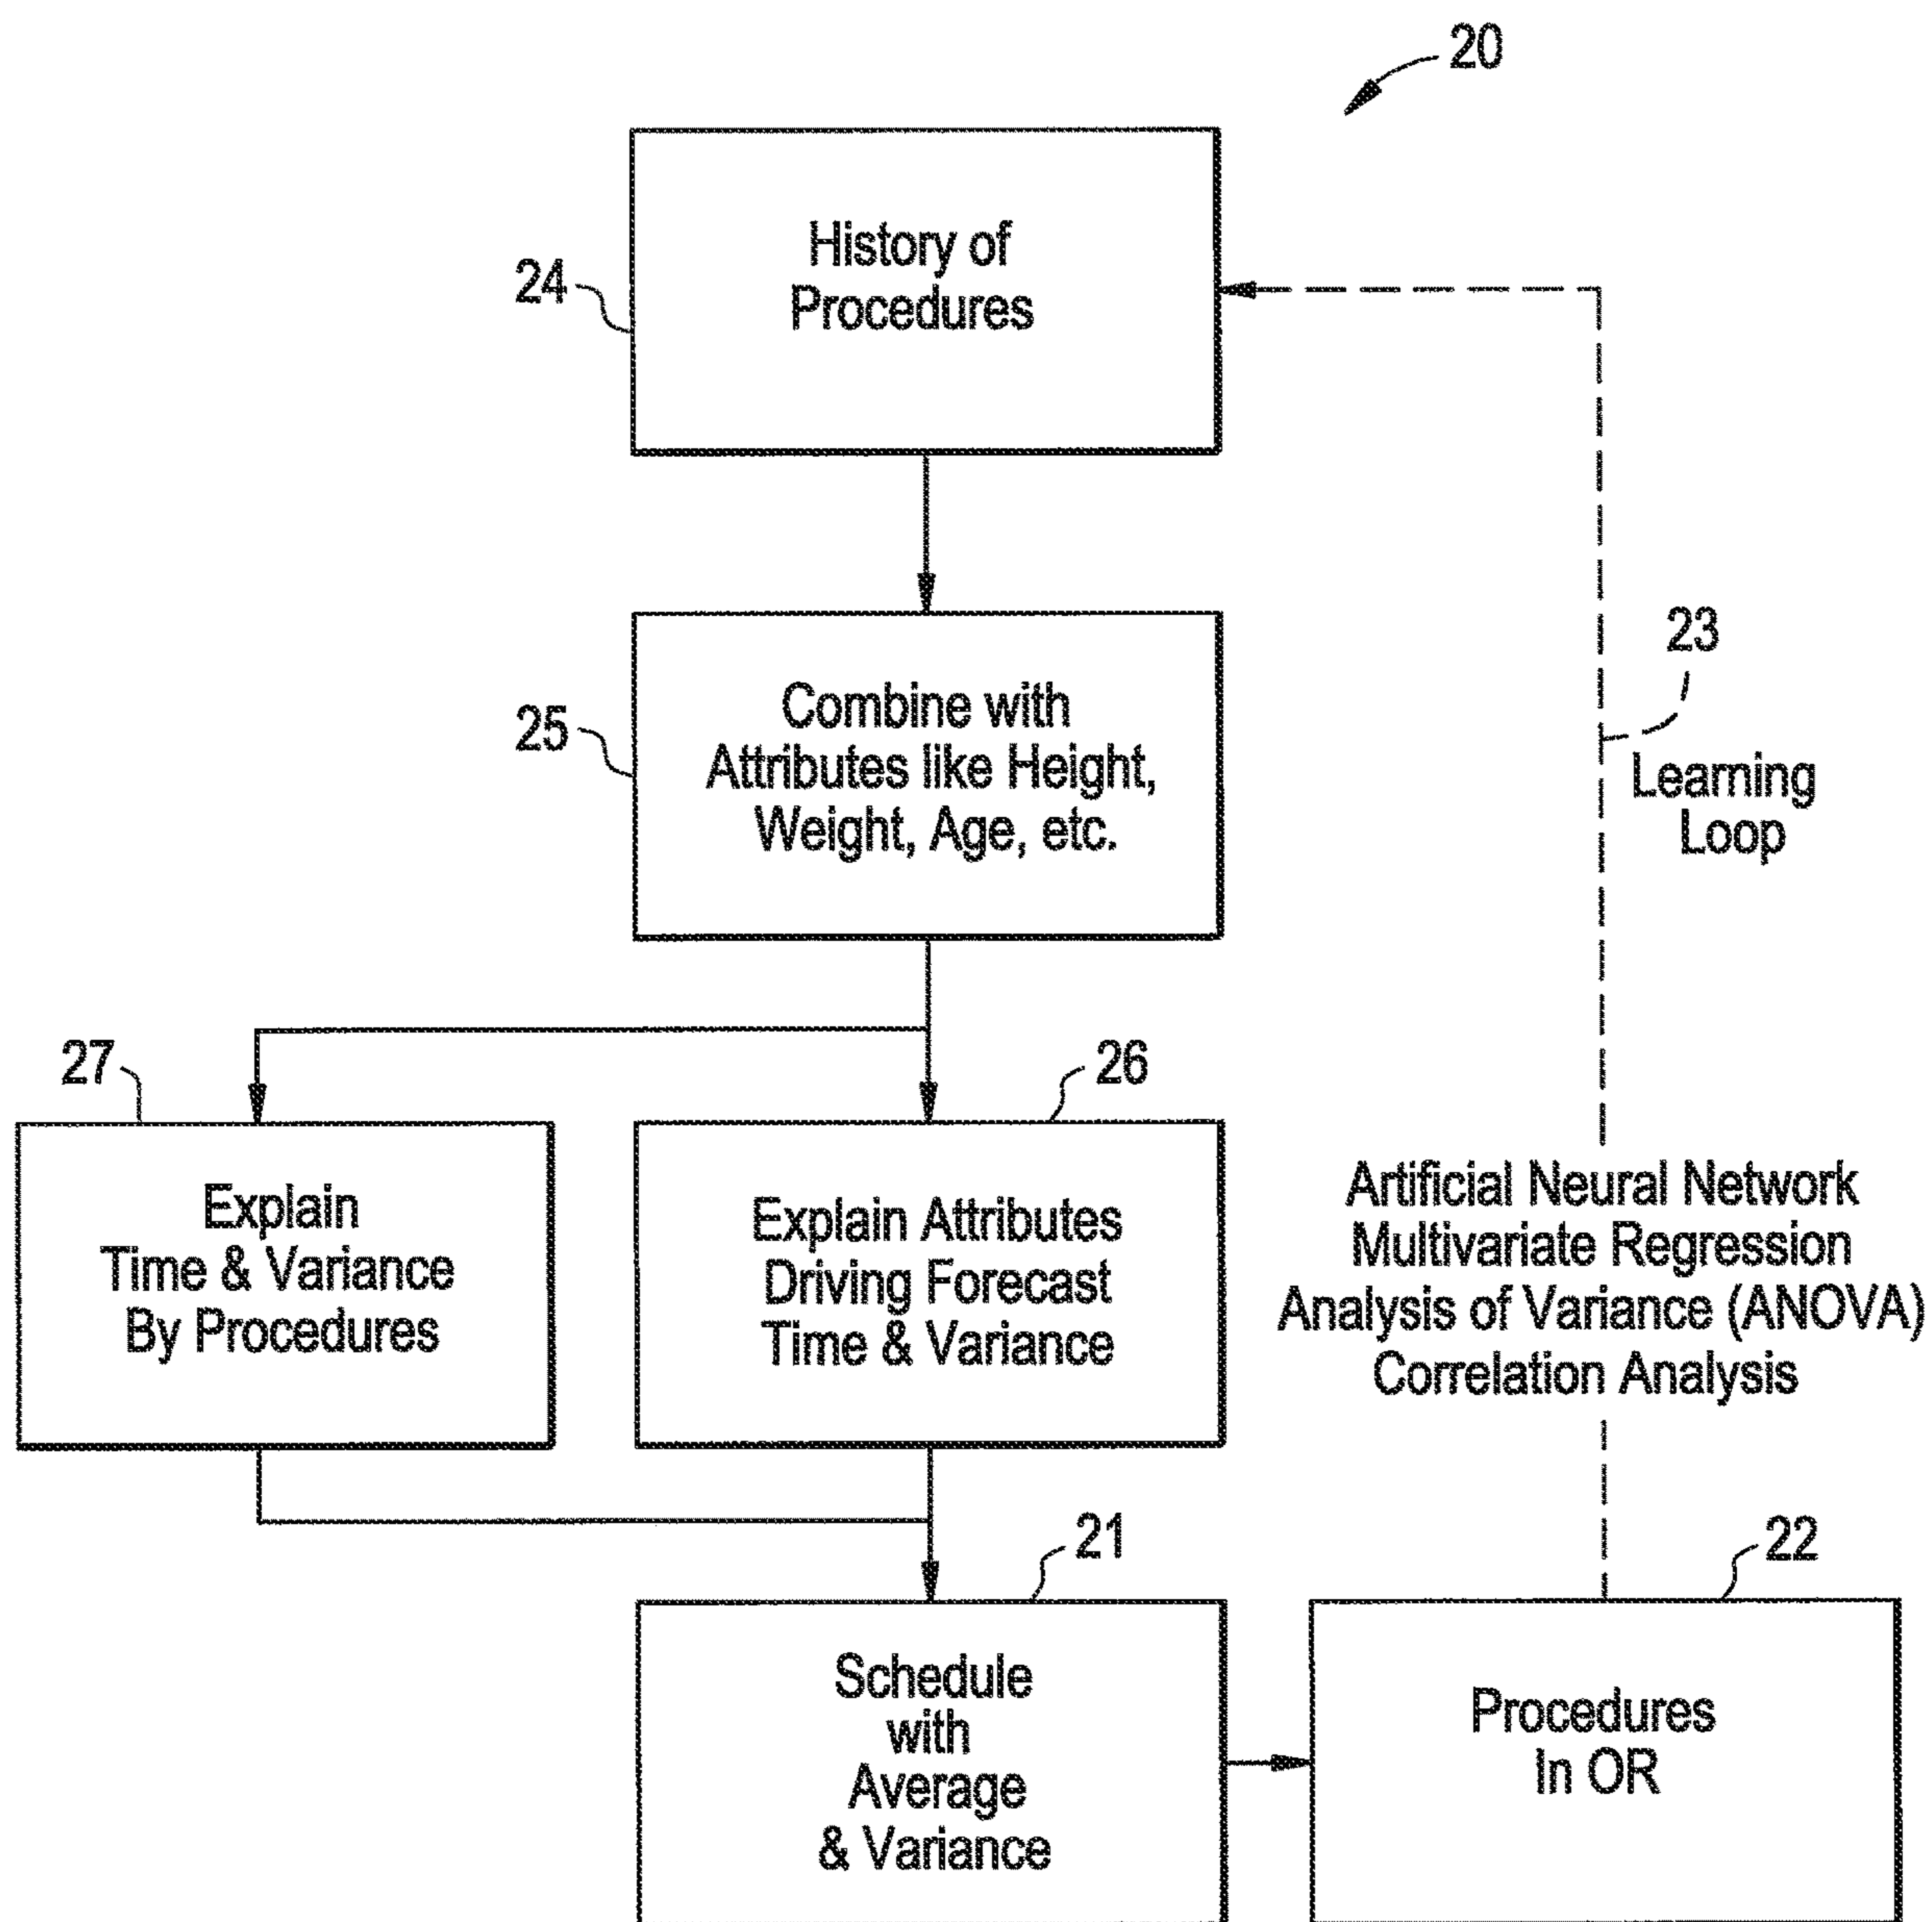 20
24
History of
Procedures
25
Combine with
Attributes like Height,
Weight, Age, etc.
23
Learning
Loop
27
Explain
Time & Variance
By Procedures
26
Explain Attributes
Driving Forecast
Time & Variance
Artificial Neural Network
Multivariate Regression
Analysis of Variance (ANOVA)
Correlation Analysis
21
Schedule
with
Average
& Variance
22
Procedures
In OR